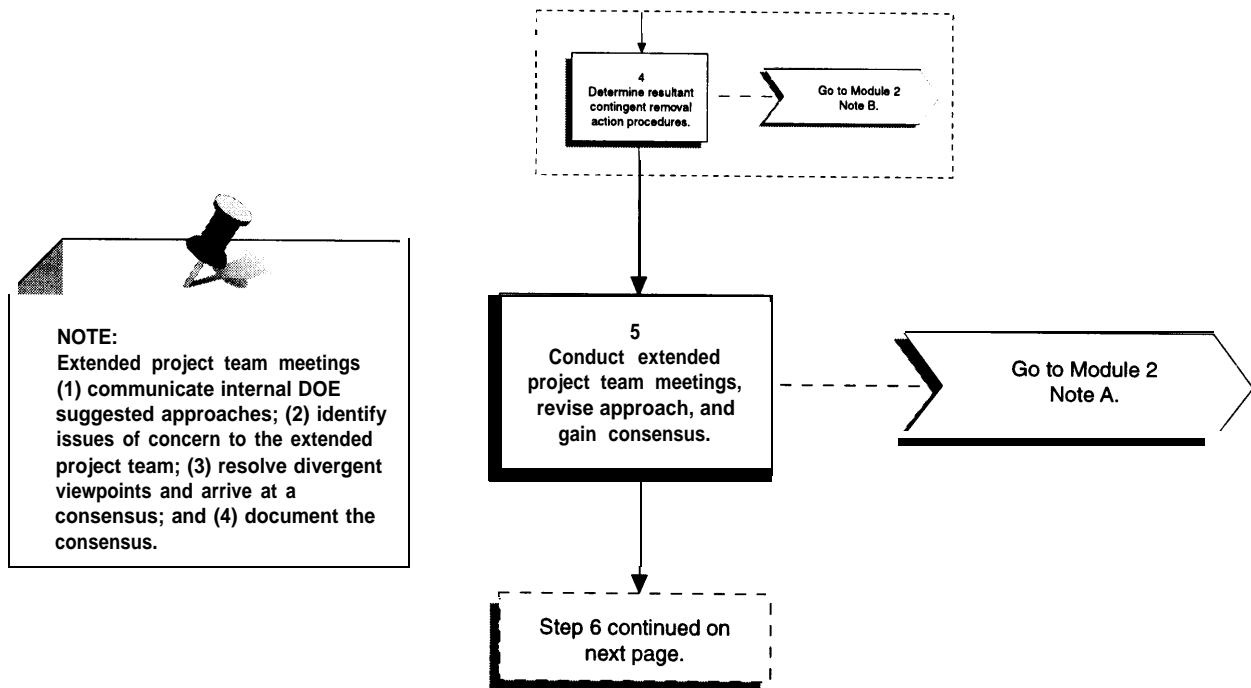 4
Determine resultant
contingent removal
action procedures.
Go to Module 2
Note B.
NOTE:
Extended project team meetings
(1) communicate internal DOE
suggested approaches; (2) identify
issues of concern to the extended
project team; (3) resolve divergent
viewpoints and arrive at a
consensus; and (4) document the
consensus.
5
Conduct extended
project team meetings,
revise approach, and
gain consensus.
Go to Module 2
Note A.
Step 6 continued on
next page.